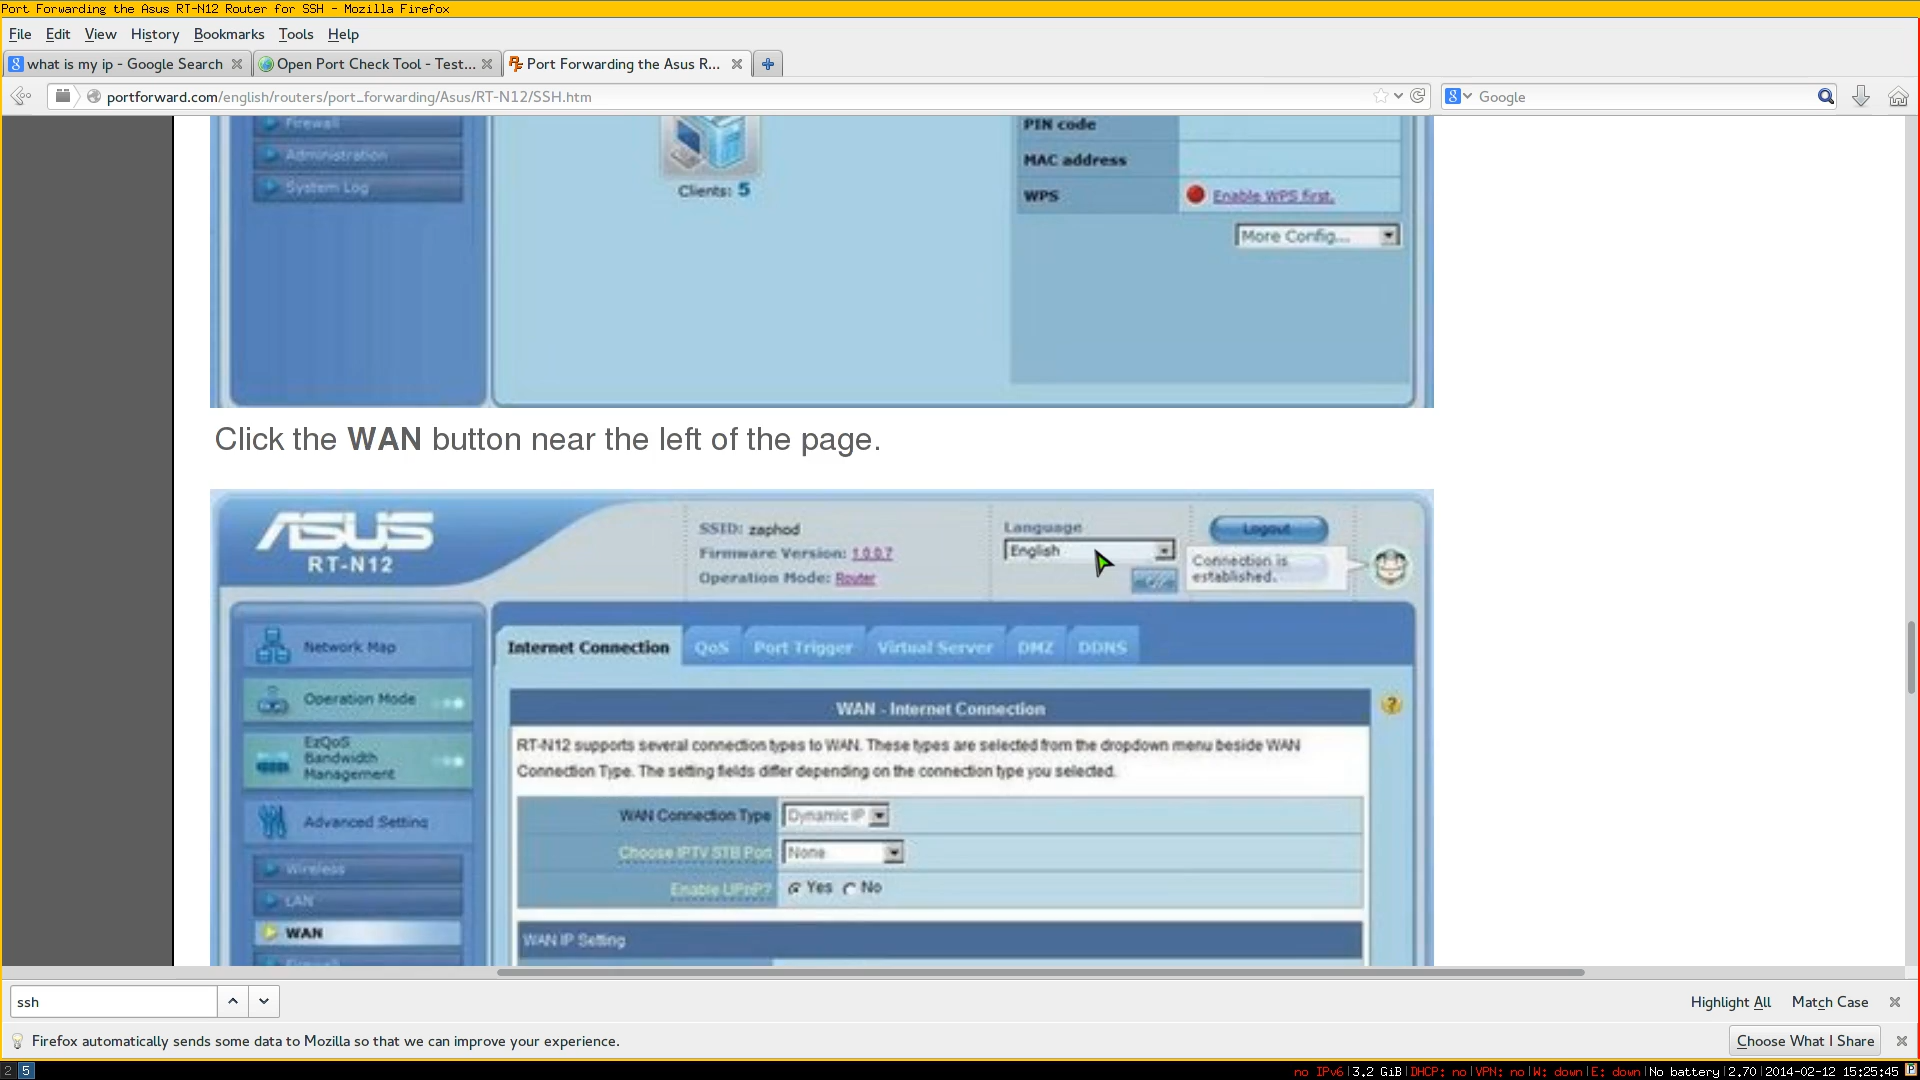 Port Forwarding the Asus RT-N12 Router for SSH - Mozilla Firefox
File Edit View History Bookmarks Tools Help
what is my ip - Google Search
Open Port Check Tool - Test...
Port Forwarding the Asus R...
portforward.com/english/routers/port_forwarding/Asus/RT-N12/SSH.htm
Google
Firewall
Administration
System Log
Clients: 5
PIN code
MAC address
WPS Enable WPS first.
More Config...
Click the WAN button near the left of the page.
ASUS
RT-N12
SSID: zaphod
Firmware Version: 1.0.0.7
Operation Mode: Router
Language
English
Logout
Connection is
established.
Network Map
Operation Mode
EzQoS
Bandwidth
Management
Advanced Setting
Wireless
LAN
WAN
Firewall
Internet Connection QoS Port Trigger Virtual Server DMZ DDNS
WAN - Internet Connection
RT-N12 supports several connection types to WAN. These types are selected from the dropdown menu beside WAN
Connection Type. The setting fields differ depending on the connection type you selected.
WAN Connection Type Dynamic IP
Choose IPTV STB Port None
Enable UPnP? Yes No
WAN IP Setting
ssh
Highlight All Match Case
Firefox automatically sends some data to Mozilla so that we can improve your experience.
Choose What I Share
2 5
no IPv6|3.2 GiB|DHCP: no|VPN: no|W: down|E: down|No battery|2.70|2014-02-12 15:25:45